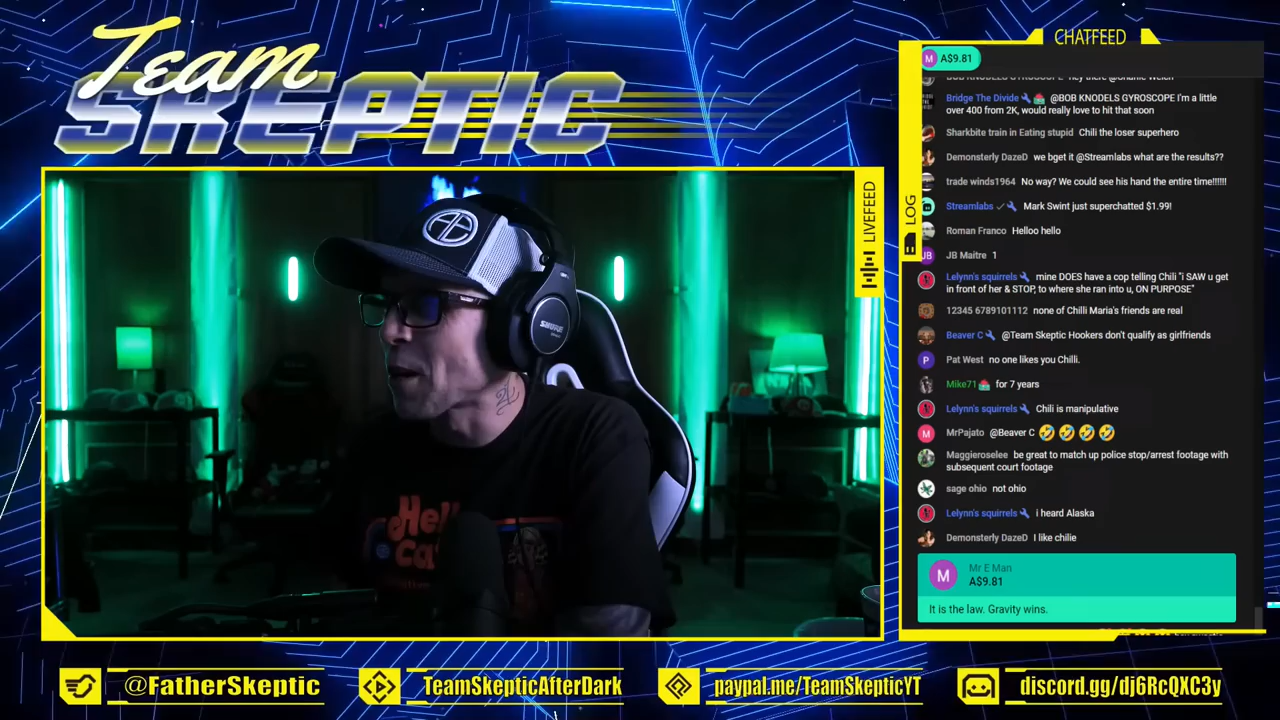 Team
SKEPTIC
CHATFEED
M A$9.81
LIVEFEED
LOG
Bridge The Divide @BOB KNODELS GYROSCOPE I'm a little
over 400 from 2K, would really love to hit that soon
Sharkbite train in Eating stupid Chili the loser superhero
Demonsterly DazeD we bget it @Streamlabs what are the results??
trade winds1964 No way? We could see his hand the entire time!!!!!!
Streamlabs Mark Swint just superchatted $1.99!
Roman Franco Helloo hello
JB JB Maitre 1
Lelynn's squirrels mine DOES have a cop telling Chili "i SAW u get
in front of her & STOP, to where she ran into u, ON PURPOSE"
12345 6789101112 none of Chilli Maria's friends are real
Beaver C @Team Skeptic Hookers don't qualify as girlfriends
P Pat West no one likes you Chilli.
Mike71 for 7 years
Lelynn's squirrels Chili is manipulative
M MrPajato @Beaver C 🤣 🤣 🤣 🤣
Maggieroselee be great to match up police stop/arrest footage with
subsequent court footage
sage ohio not ohio
Lelynn's squirrels i heard Alaska
Demonsterly DazeD I like chilie
M Mr E Man
A$9.81
It is the law. Gravity wins.
SHURE
@FatherSkeptic
TeamSkepticAfterDark
paypal.me/TeamSkepticYT
discord.gg/dj6RcQXC3v